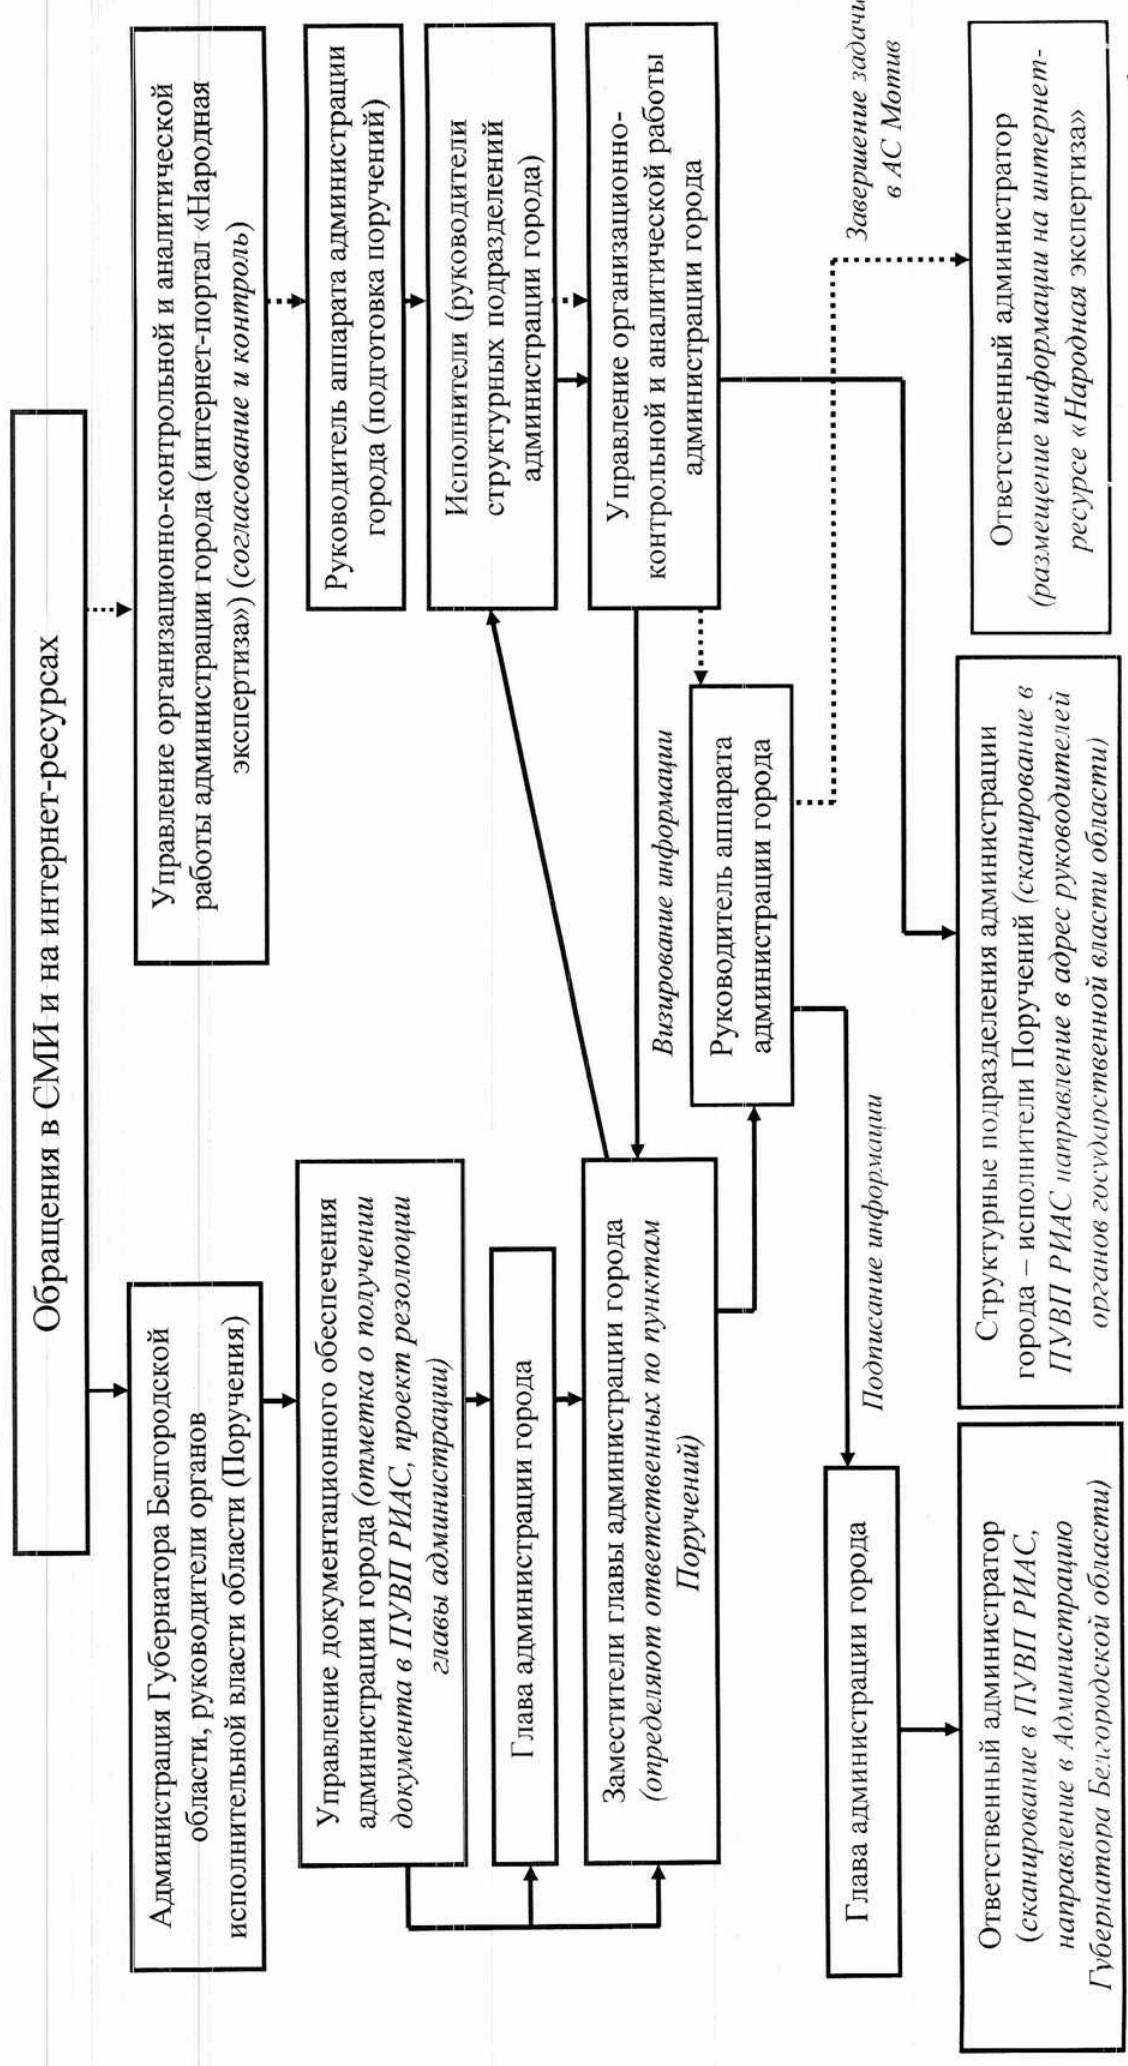 Обращения в СМИ и на интернет-ресурсах
Администрация Губернатора Белгородской
области, руководители органов
исполнительной власти области (Поручения)
Управление организационно-контрольной и аналитической
работы администрации города (интернет-портал «Народная
экспертиза») (согласование и контроль)
Управление документационного обеспечения
администрации города (отметка о получении
документа в ПУВП РИАС, проект резолюции
главы администрации)
Руководитель аппарата администрации
города (подготовка поручений)
Глава администрации города
Исполнители (руководители
структурных подразделений
администрации города)
Заместители главы администрации города
(определяют ответственных по пунктам
Поручений)
Управление организационно-
контрольной и аналитической работы
администрации города
Визирование информации
Руководитель аппарата
администрации города
Завершение задачи
в АС Мотив
Подписание информации
Глава администрации города
Ответственный администратор
(сканирование в ПУВП РИАС,
направление в Администрацию
Губернатора Белгородской области)
Структурные подразделения администрации
города – исполнители Поручений (сканирование в
ПУВП РИАС направление в адрес руководителей
органов государственной власти области)
Ответственный администратор
(размещение информации на интернет-
ресурсе «Народная экспертиза»